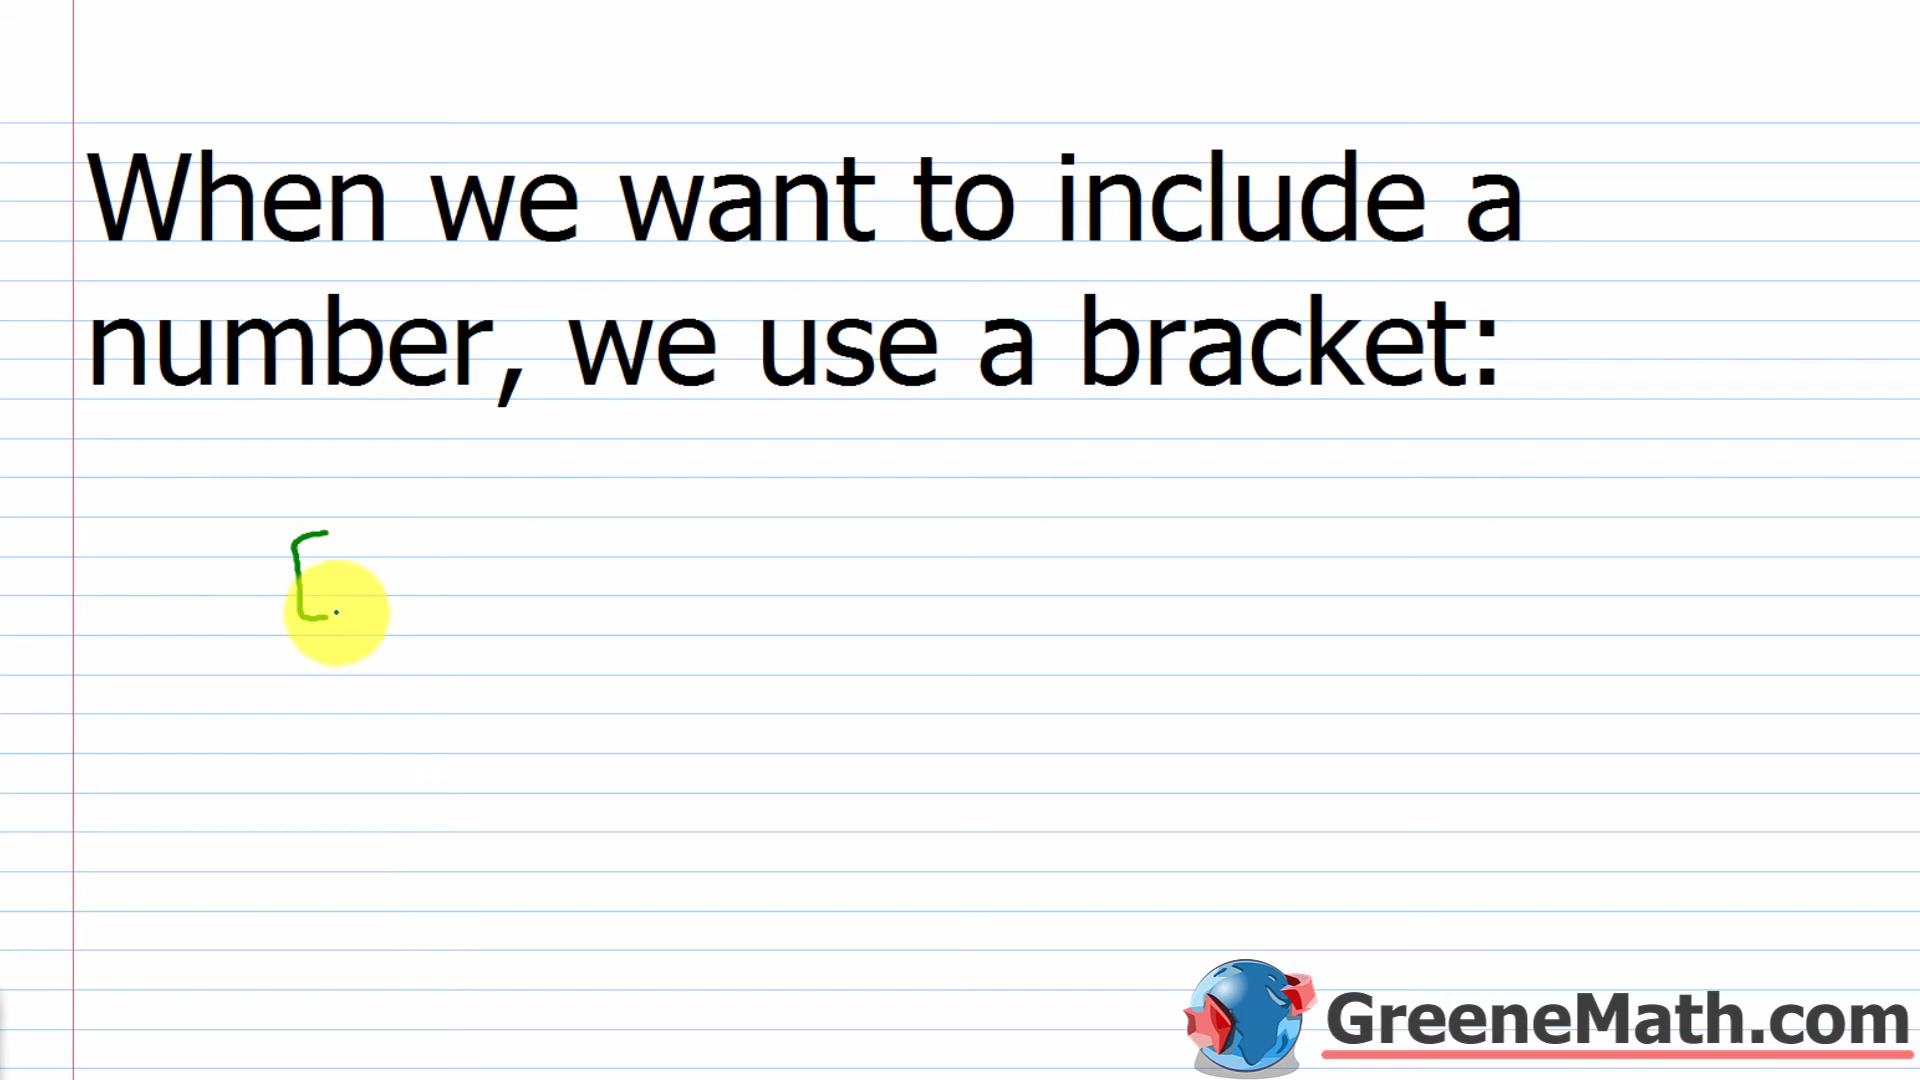 When we want to include a
number, we use a bracket:
[
GreeneMath.com